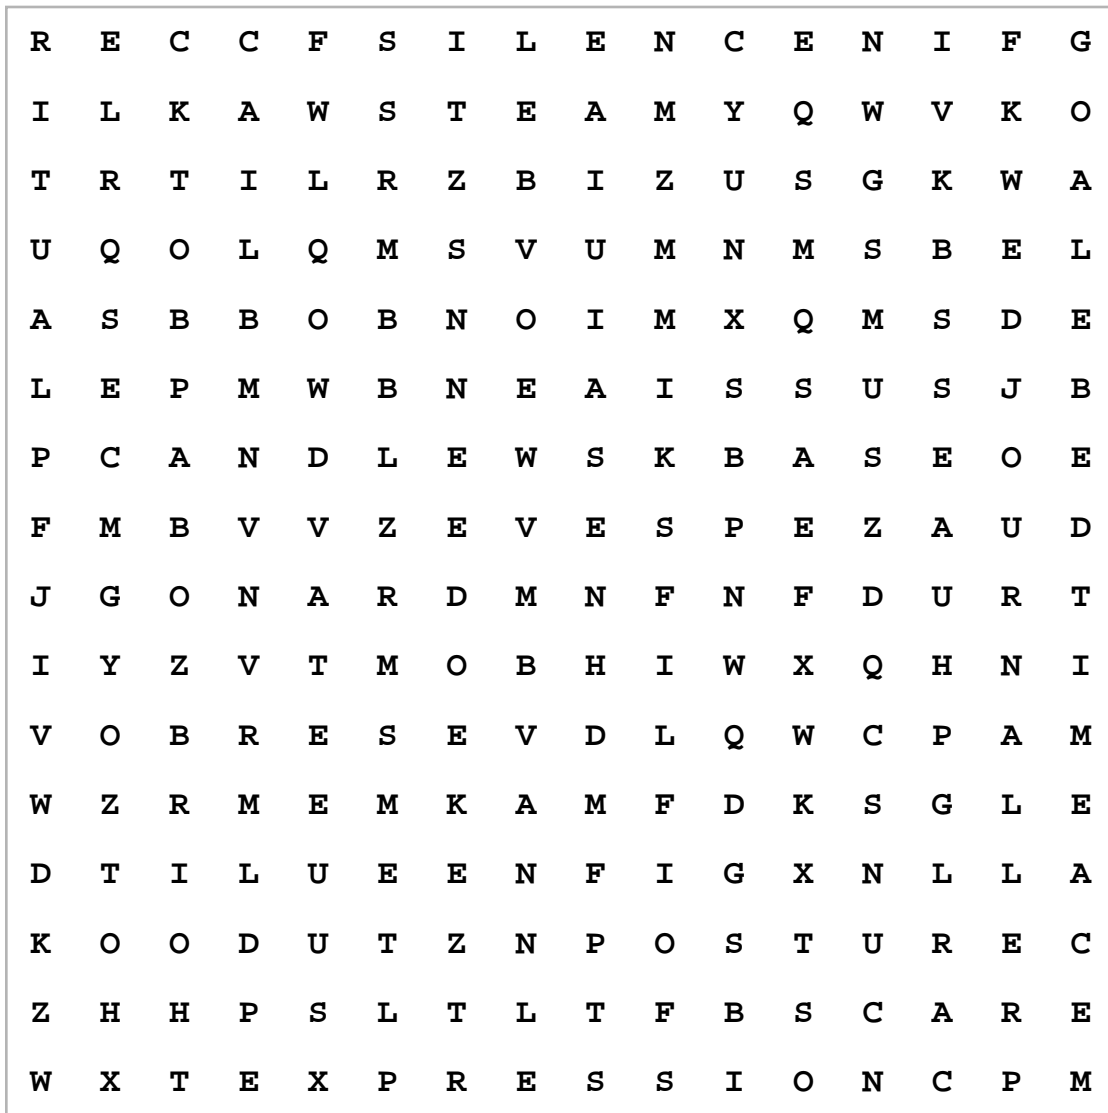 R E C C F S I L E N C E N I F G
I L K A W S T E A M Y Q W V K O
T R T I L R Z B I Z U S G K W A
U Q O L Q M S V U M N M S B E L
A S B B O B N O I M X Q M S D E
L E P M W B N E A I S S U S J B
P C A N D L E W S K B A S E O E
F M B V V Z E V E S P E Z A U D
J G O N A R D M N F N F D U R T
I Y Z V T M O B H I W X Q H N I
V O B R E S E V D L Q W C P A M
W Z R M E M K A M F D K S G L E
D T I L U E E N F I G X N L L A
K O O D U T Z N P O S T U R E C
Z H H P S L T L T F B S C A R E
W X T E X P R E S S I O N C P M